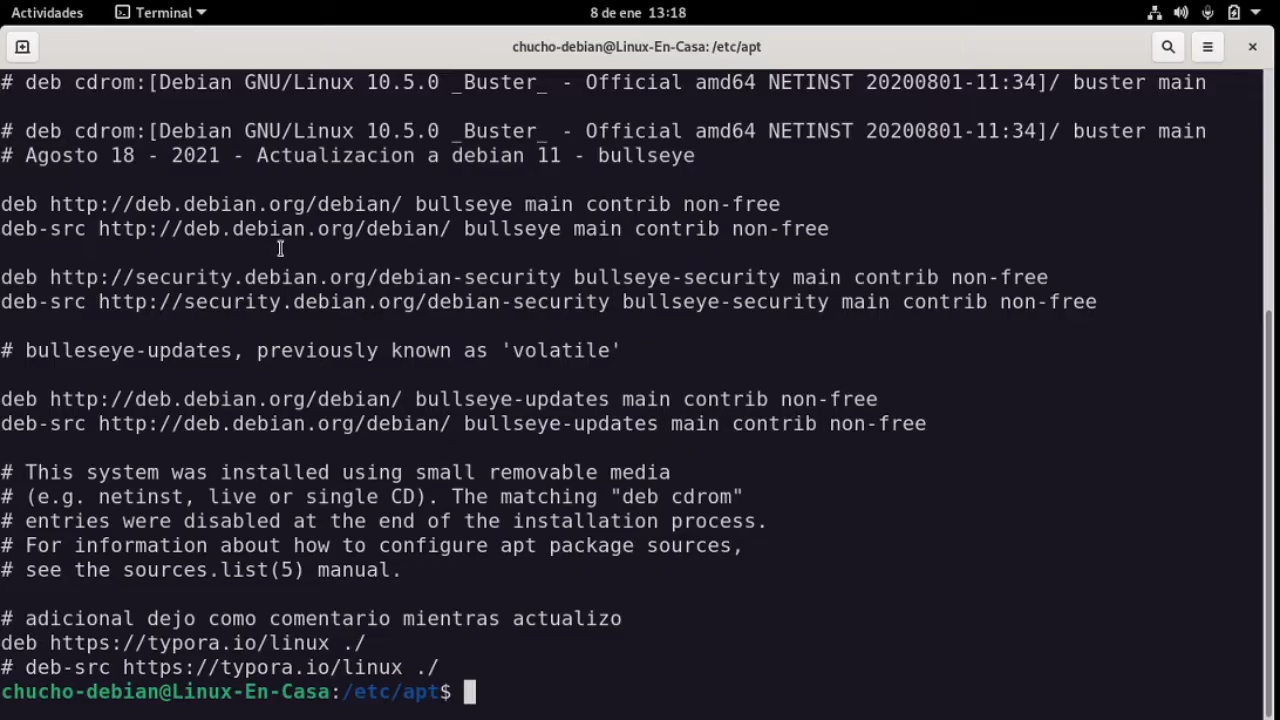 Actividades
Terminal
8 de ene 13:18
chucho-debian@Linux-En-Casa: /etc/apt
# deb cdrom:[Debian GNU/Linux 10.5.0 _Buster_ - Official amd64 NETINST 20200801-11:34]/ buster main
# deb cdrom:[Debian GNU/Linux 10.5.0 _Buster_ - Official amd64 NETINST 20200801-11:34]/ buster main
# Agosto 18 - 2021 - Actualizacion a debian 11 - bullseye
deb http://deb.debian.org/debian/ bullseye main contrib non-free
deb-src http://deb.debian.org/debian/ bullseye main contrib non-free
deb http://security.debian.org/debian-security bullseye-security main contrib non-free
deb-src http://security.debian.org/debian-security bullseye-security main contrib non-free
# bulleseye-updates, previously known as 'volatile'
deb http://deb.debian.org/debian/ bullseye-updates main contrib non-free
deb-src http://deb.debian.org/debian/ bullseye-updates main contrib non-free
# This system was installed using small removable media
# (e.g. netinst, live or single CD). The matching "deb cdrom"
# entries were disabled at the end of the installation process.
# For information about how to configure apt package sources,
# see the sources.list(5) manual.
# adicional dejo como comentario mientras actualizo
deb https://typora.io/linux ./
# deb-src https://typora.io/linux ./
chucho-debian@Linux-En-Casa:/etc/apt$